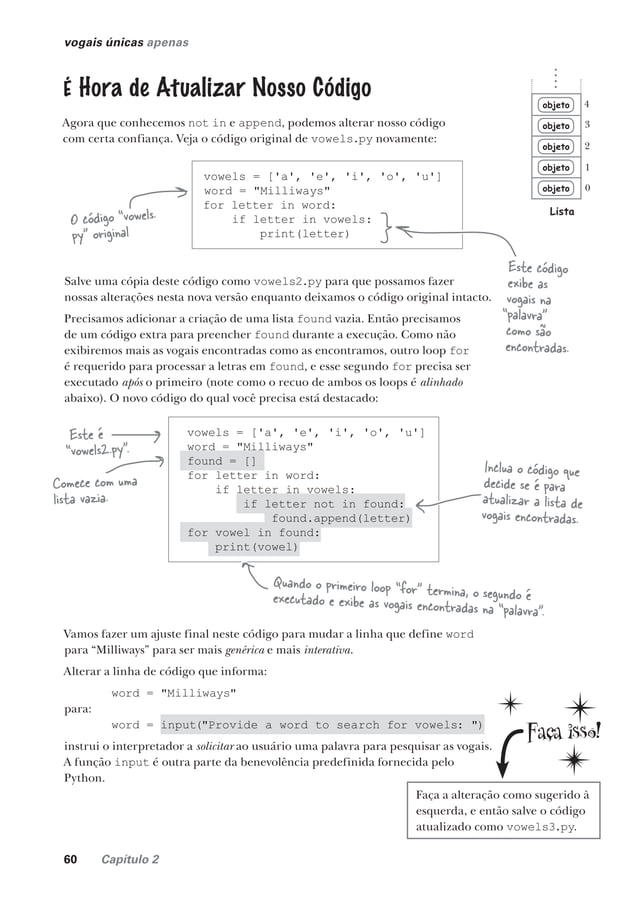 vogais únicas apenas
É Hora de Atualizar Nosso Código
Agora que conhecemos not in e append, podemos alterar nosso código
com certa confiança. Veja o código original de vowels.py novamente:
objeto 4
objeto 3
objeto 2
objeto 1
objeto 0
Lista
vowels = ['a', 'e', 'i', 'o', 'u']
word = "Milliways"
for letter in word:
    if letter in vowels:
        print(letter)
O código “vowels.
py” original
Este código
exibe as
vogais na
“palavra”
como são
encontradas.
Salve uma cópia deste código como vowels2.py para que possamos fazer
nossas alterações nesta nova versão enquanto deixamos o código original intacto.
Precisamos adicionar a criação de uma lista found vazia. Então precisamos
de um código extra para preencher found durante a execução. Como não
exibiremos mais as vogais encontradas como as encontramos, outro loop for
é requerido para processar a letras em found, e esse segundo for precisa ser
executado após o primeiro (note como o recuo de ambos os loops é alinhado
abaixo). O novo código do qual você precisa está destacado:
Este é
“vowels2.py”.
Comece com uma
lista vazia.
vowels = ['a', 'e', 'i', 'o', 'u']
word = "Milliways"
found = []
for letter in word:
    if letter in vowels:
        if letter not in found:
            found.append(letter)
for vowel in found:
    print(vowel)
Inclua o código que
decide se é para
atualizar a lista de
vogais encontradas.
Quando o primeiro loop “for” termina, o segundo é
executado e exibe as vogais encontradas na “palavra”.
Vamos fazer um ajuste final neste código para mudar a linha que define word
para “Milliways” para ser mais genérica e mais interativa.
Alterar a linha de código que informa:
word = "Milliways"
para:
word = input("Provide a word to search for vowels: ")
instrui o interpretador a solicitar ao usuário uma palavra para pesquisar as vogais.
A função input é outra parte da benevolência predefinida fornecida pelo
Python.
Faça isso!
Faça a alteração como sugerido à
esquerda, e então salve o código
atualizado como vowels3.py.
60 Capítulo 2